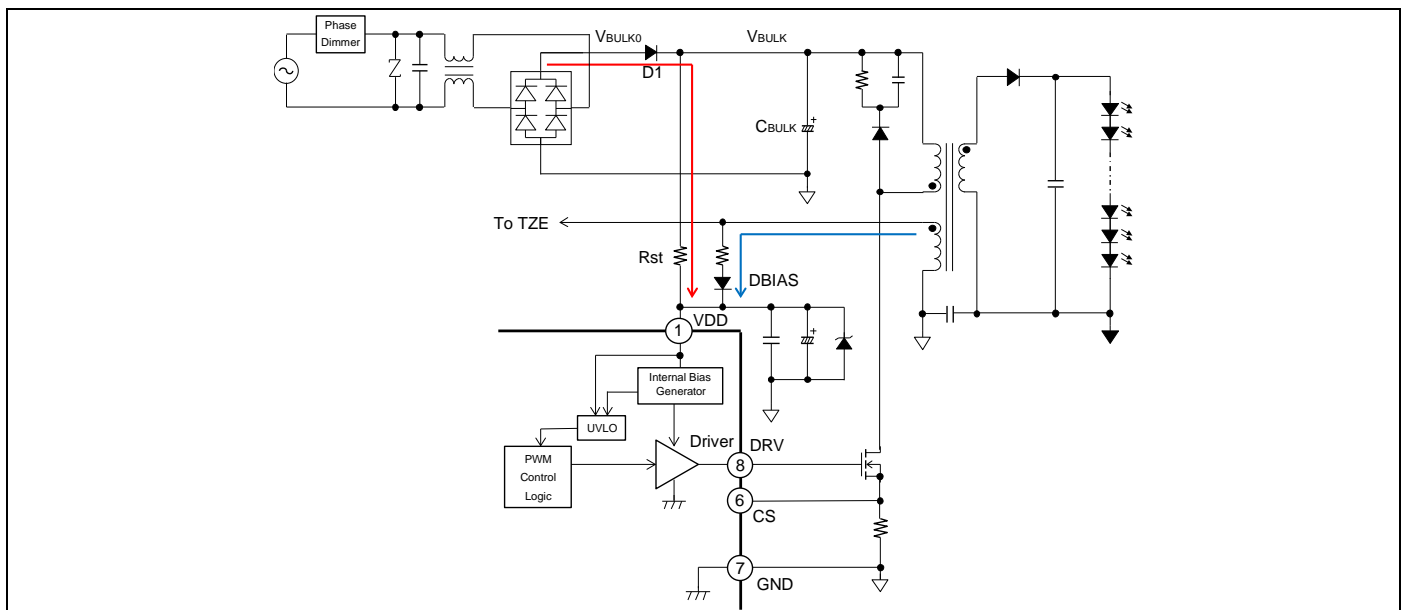 Phase
Dimmer
VBULK0
VBULK
D1
CBULK
+
To TZE
Rst
DBIAS
1
VDD
+
Internal Bias
Generator
UVLO
Driver
DRV
PWM
Control
Logic
8
6
CS
7
GND